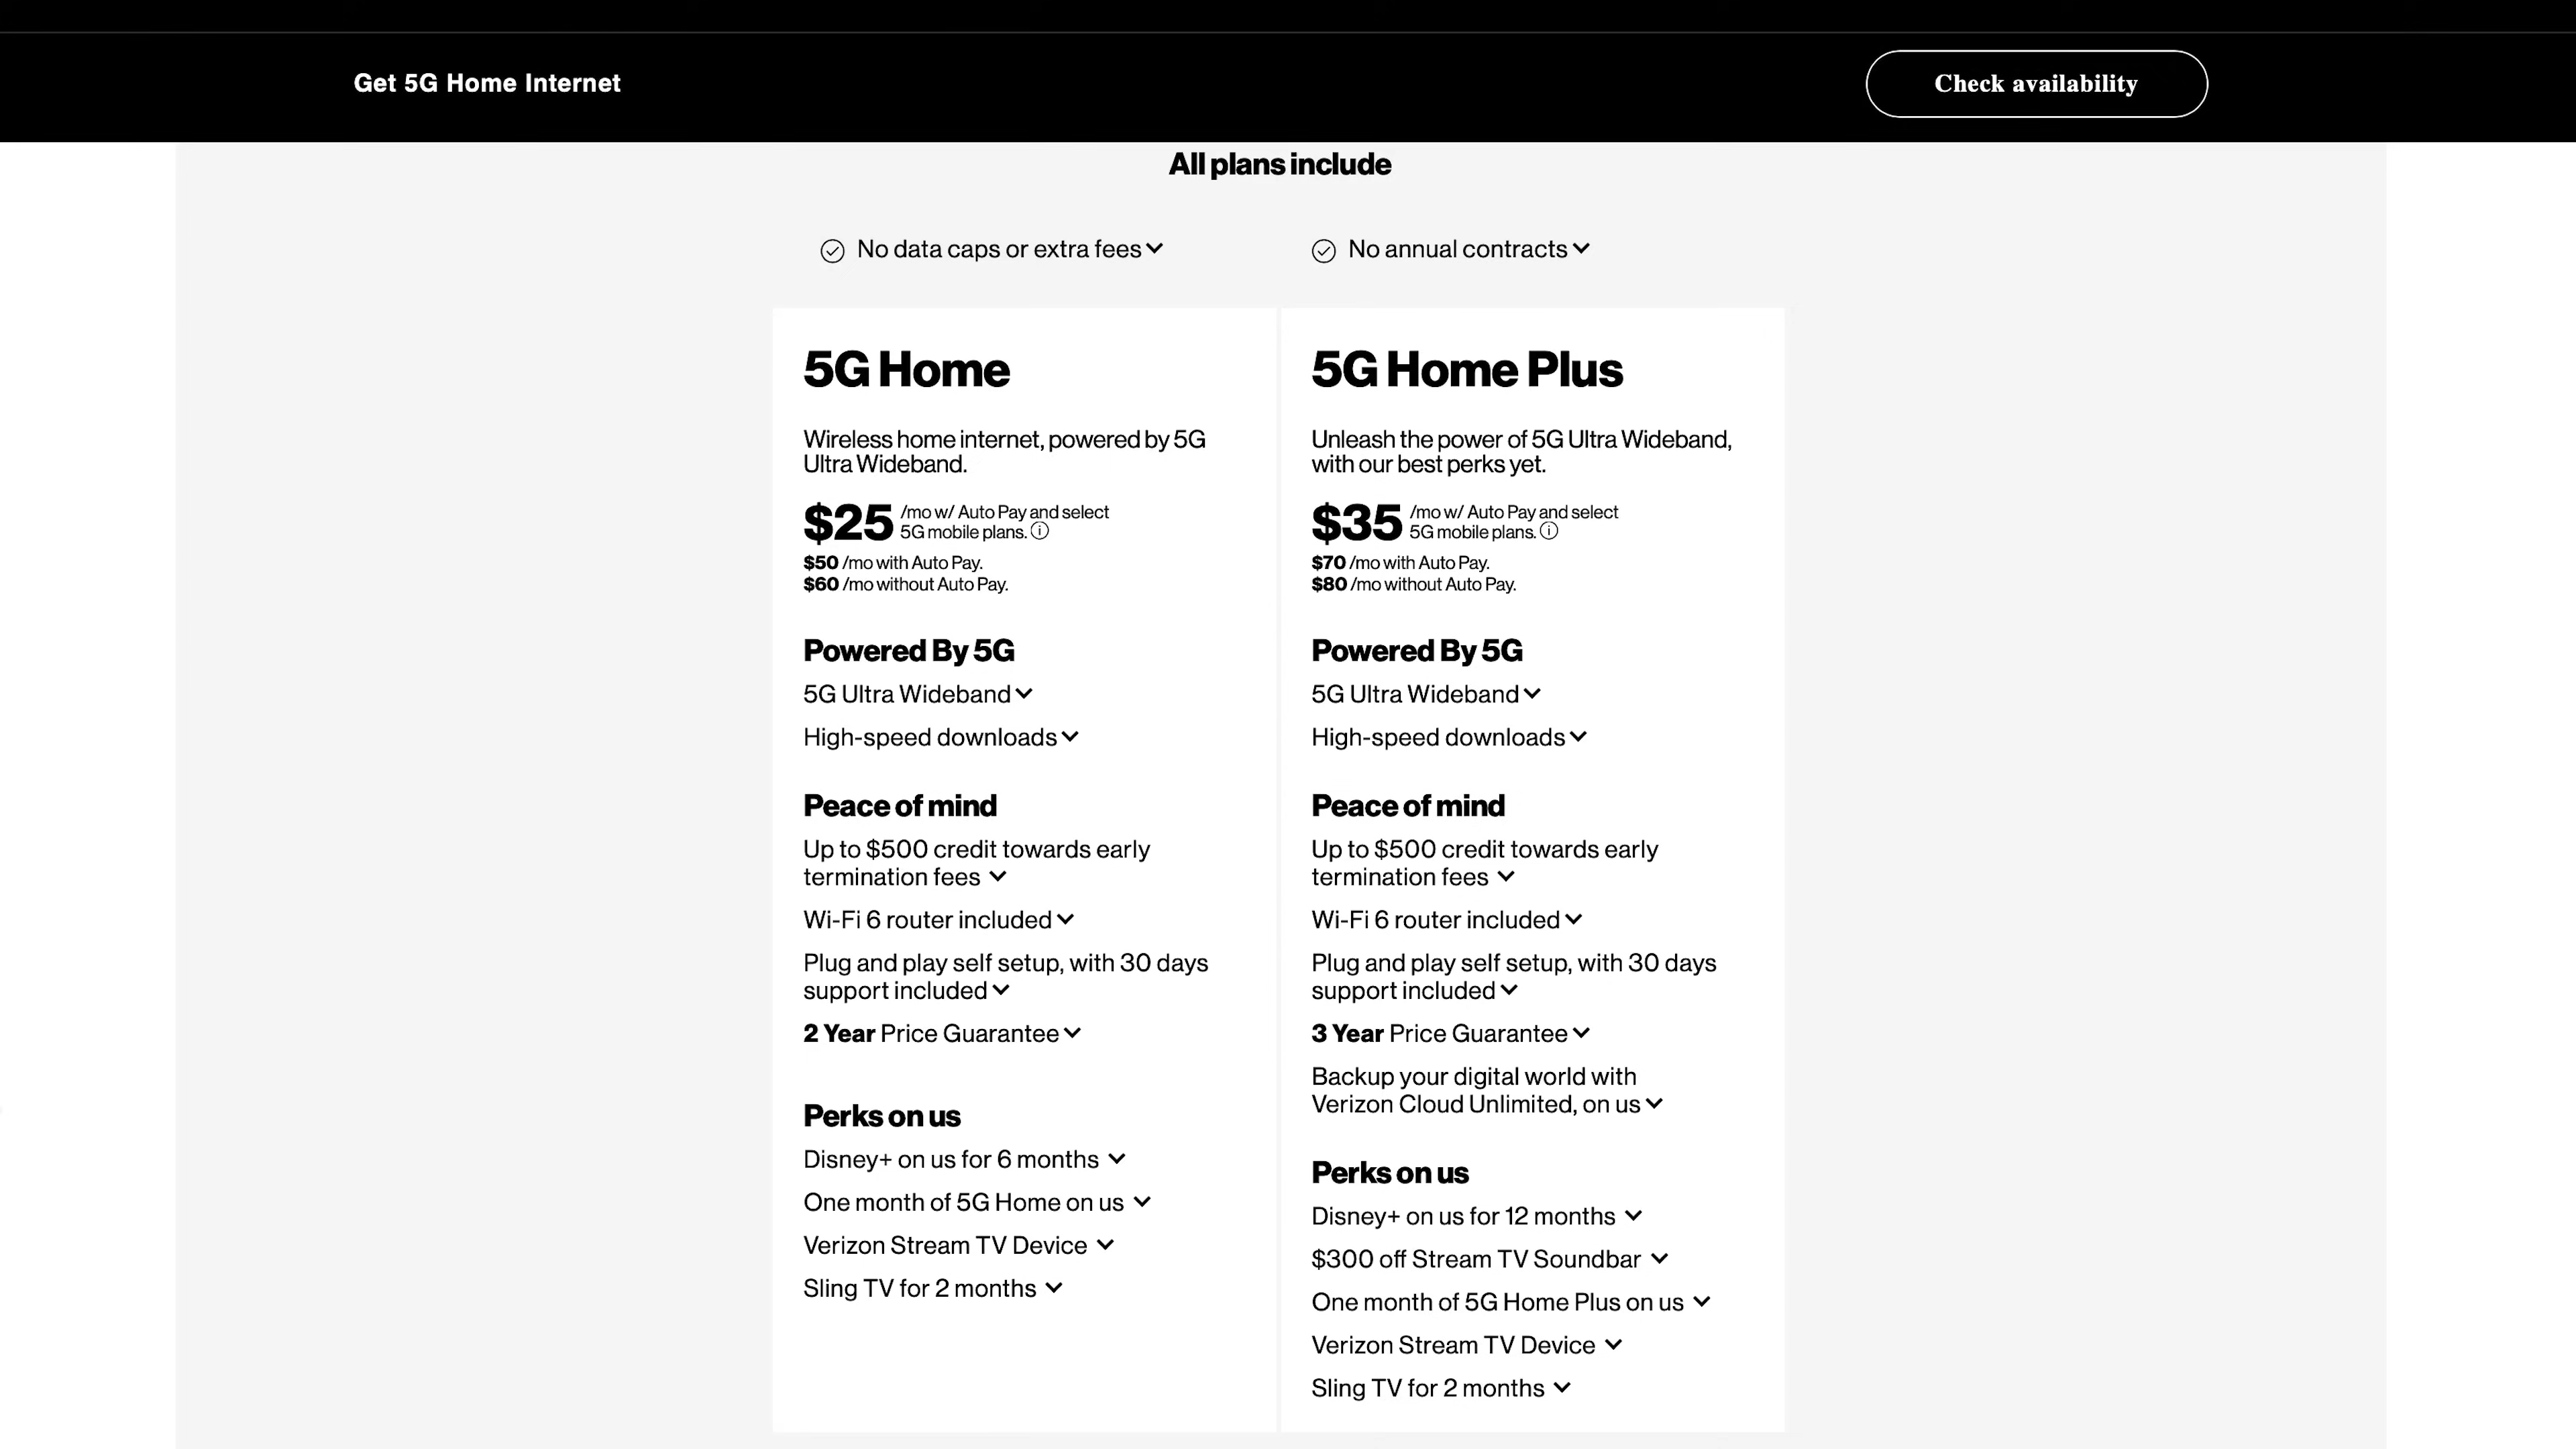 Get 5G Home Internet
Check availability
All plans include
No data caps or extra fees
No annual contracts
5G Home
Wireless home internet, powered by 5G
Ultra Wideband.
$25 /mo w/ Auto Pay and select
5G mobile plans.
$50 /mo with Auto Pay.
$60 /mo without Auto Pay.
Powered By 5G
5G Ultra Wideband
High-speed downloads
Peace of mind
Up to $500 credit towards early
termination fees
Wi-Fi 6 router included
Plug and play self setup, with 30 days
support included
2 Year Price Guarantee
Perks on us
Disney+ on us for 6 months
One month of 5G Home on us
Verizon Stream TV Device
Sling TV for 2 months
5G Home Plus
Unleash the power of 5G Ultra Wideband,
with our best perks yet.
$35 /mo w/ Auto Pay and select
5G mobile plans.
$70 /mo with Auto Pay.
$80 /mo without Auto Pay.
Powered By 5G
5G Ultra Wideband
High-speed downloads
Peace of mind
Up to $500 credit towards early
termination fees
Wi-Fi 6 router included
Plug and play self setup, with 30 days
support included
3 Year Price Guarantee
Backup your digital world with
Verizon Cloud Unlimited, on us
Perks on us
Disney+ on us for 12 months
$300 off Stream TV Soundbar
One month of 5G Home Plus on us
Verizon Stream TV Device
Sling TV for 2 months